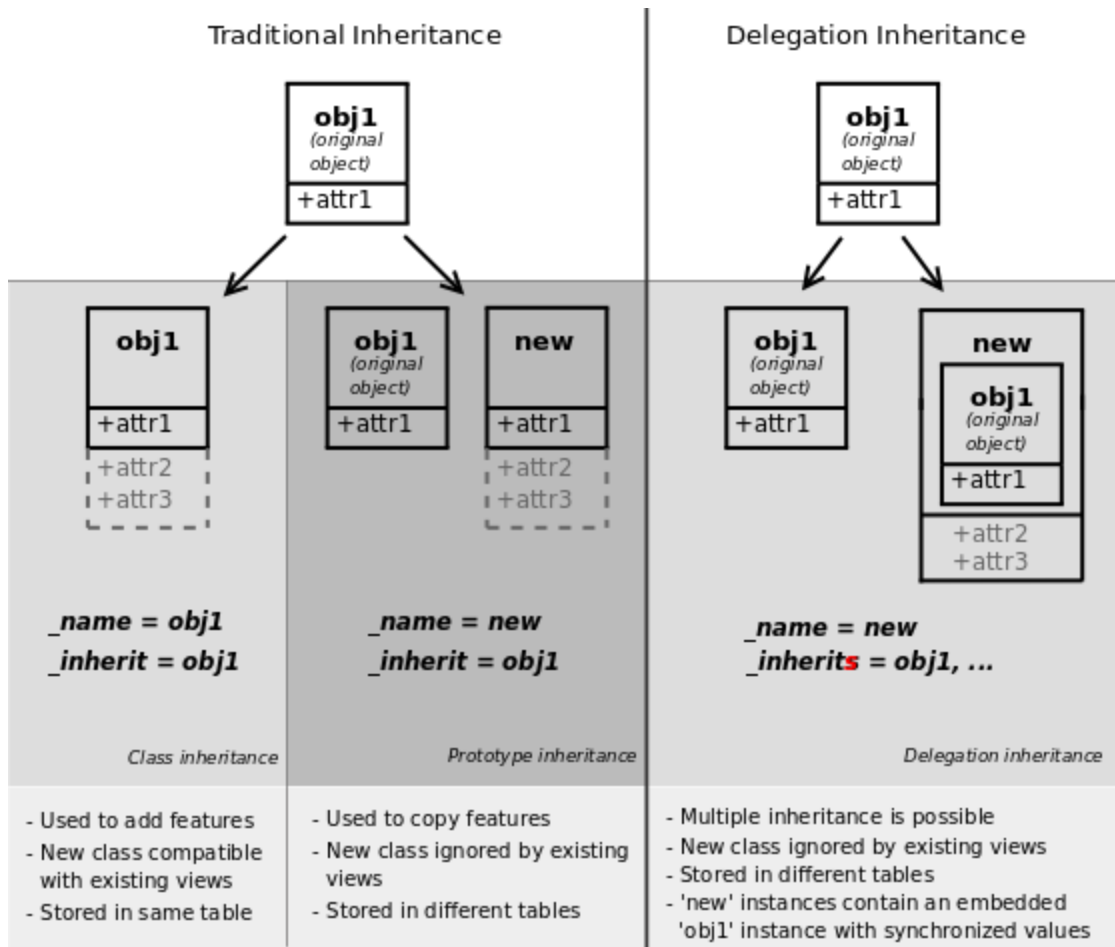 Traditional Inheritance
Delegation Inheritance
obj1
(original
object)
+attr1
obj1
(original
object)
+attr1
obj1
+attr1
+attr2
+attr3
_name = obj1
_inherit = obj1
Class inheritance
obj1
(original
object)
+attr1
new
+attr1
+attr2
+attr3
_name = new
_inherit = obj1
Prototype inheritance
obj1
(original
object)
+attr1
new
obj1
(original
object)
+attr1
+attr2
+attr3
_name = new
_inherits = obj1, ...
Delegation inheritance
- Used to add features
- New class compatible
with existing views
- Stored in same table
- Used to copy features
- New class ignored by existing
views
- Stored in different tables
- Multiple inheritance is possible
- New class ignored by existing views
- Stored in different tables
- 'new' instances contain an embedded
'obj1' instance with synchronized values